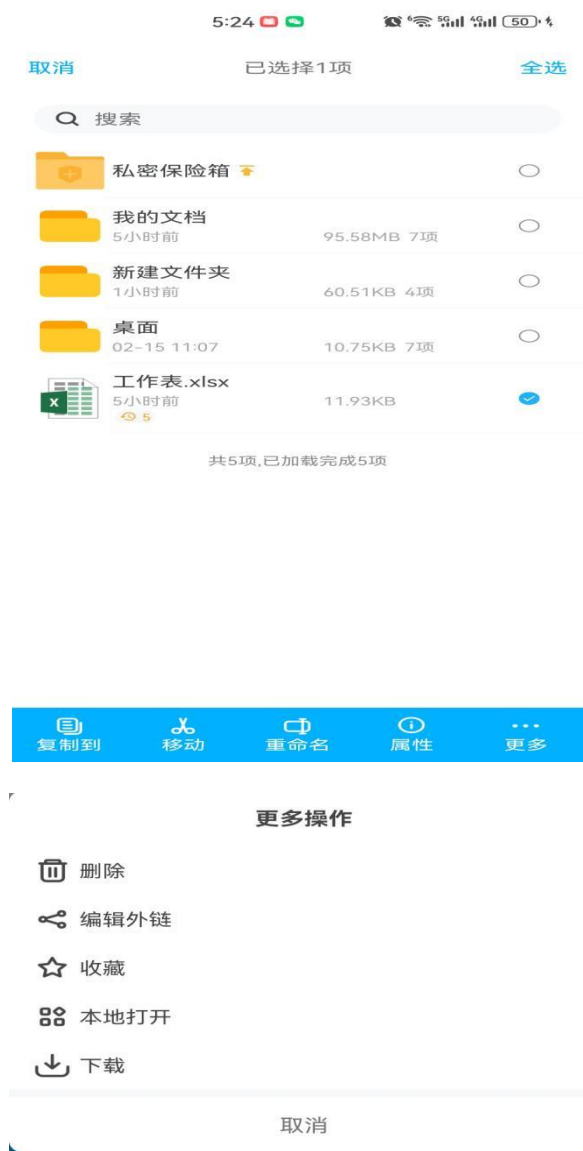 5:24 6 5G 4G 50
取消 已选择1项 全选
搜索
私密保险箱
我的文档
5小时前 95.58MB 7项
新建文件夹
1小时前 60.51KB 4项
桌面
02-15 11:07 10.75KB 7项
工作表.xlsx
X 5小时前 11.93KB
5
共5项,已加载完成5项
复制到 移动 重命名 属性 更多
更多操作
删除
编辑外链
收藏
本地打开
下载
取消